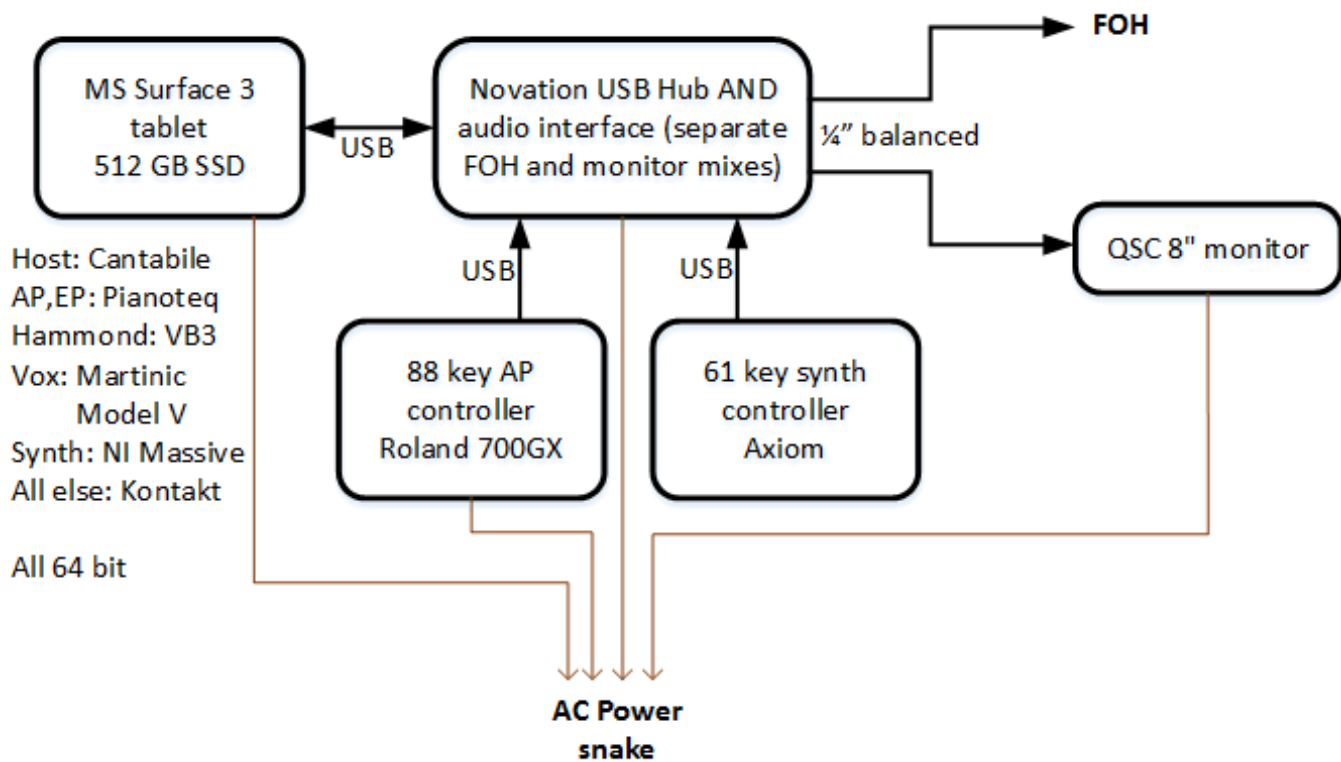 FOH
MS Surface 3
tablet
512 GB SSD
USB
Novation USB Hub AND
audio interface (separate
FOH and monitor mixes)
¼” balanced
QSC 8" monitor
Host: Cantabile
AP,EP: Pianoteq
Hammond: VB3
Vox: Martinic
Model V
Synth: NI Massive
All else: Kontakt
All 64 bit
USB
USB
88 key AP
controller
Roland 700GX
61 key synth
controller
Axiom
AC Power
snake